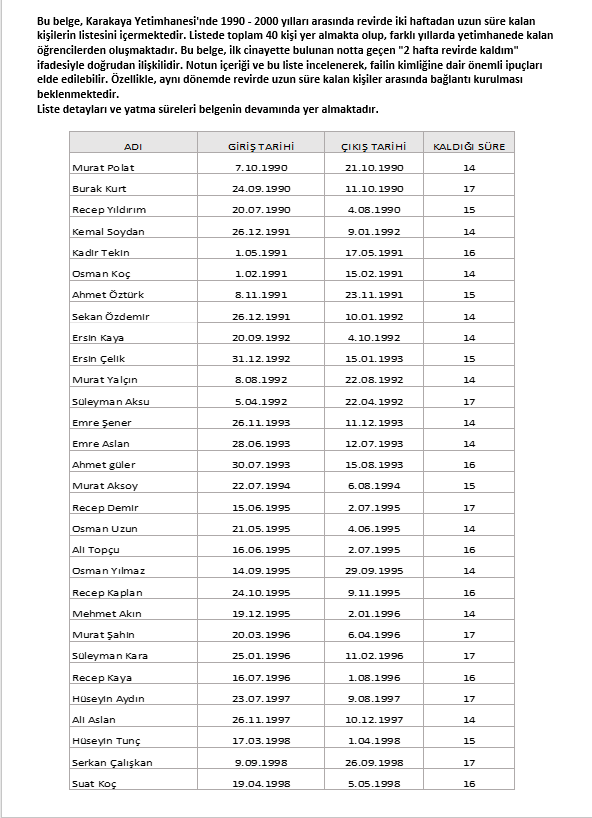 Bu belge, Karakaya Yetimhanesi'nde 1990 - 2000 yılları arasında revirde iki haftadan uzun süre kalan
kişilerin listesini içermektedir. Listede toplam 40 kişi yer almakta olup, farklı yıllarda yetimhanede kalan
öğrencilerden oluşmaktadır. Bu belge, ilk cinayette bulunan notta geçen "2 hafta revirde kaldım"
ifadesiyle doğrudan ilişkilidir. Notun içeriği ve bu liste incelenerek, failin kimliğine dair önemli ipuçları
elde edilebilir. Özellikle, aynı dönemde revirde uzun süre kalan kişiler arasında bağlantı kurulması
beklenmektedir.
Liste detayları ve yatma süreleri belgenin devamında yer almaktadır.
ADI GİRİŞ TARİHİ ÇIKIŞ TARİHİ KALDIĞI SÜRE
Murat Polat 7.10.1990 21.10.1990 14
Burak Kurt 24.09.1990 11.10.1990 17
Recep Yıldırım 20.07.1990 4.08.1990 15
Kemal Soydan 26.12.1991 9.01.1992 14
Kadir Tekin 1.05.1991 17.05.1991 16
Osman Koç 1.02.1991 15.02.1991 14
Ahmet Öztürk 8.11.1991 23.11.1991 15
Sekan Özdemir 26.12.1991 10.01.1992 14
Ersin Kaya 20.09.1992 4.10.1992 14
Ersin Çelik 31.12.1992 15.01.1993 15
Murat Yalçın 8.08.1992 22.08.1992 14
Süleyman Aksu 5.04.1992 22.04.1992 17
Emre Şener 26.11.1993 11.12.1993 14
Emre Aslan 28.06.1993 12.07.1993 14
Ahmet güler 30.07.1993 15.08.1993 16
Murat Aksoy 22.07.1994 6.08.1994 15
Recep Demir 15.06.1995 2.07.1995 17
Osman Uzun 21.05.1995 4.06.1995 14
Ali Topçu 16.06.1995 2.07.1995 16
Osman Yılmaz 14.09.1995 29.09.1995 14
Recep Kaplan 24.10.1995 9.11.1995 16
Mehmet Akın 19.12.1995 2.01.1996 14
Murat Şahin 20.03.1996 6.04.1996 17
Süleyman Kara 25.01.1996 11.02.1996 17
Recep Kaya 16.07.1996 1.08.1996 16
Hüseyin Aydın 23.07.1997 9.08.1997 17
Ali Aslan 26.11.1997 10.12.1997 14
Hüseyin Tunç 17.03.1998 1.04.1998 15
Serkan Çalışkan 9.09.1998 26.09.1998 17
Suat Koç 19.04.1998 5.05.1998 16